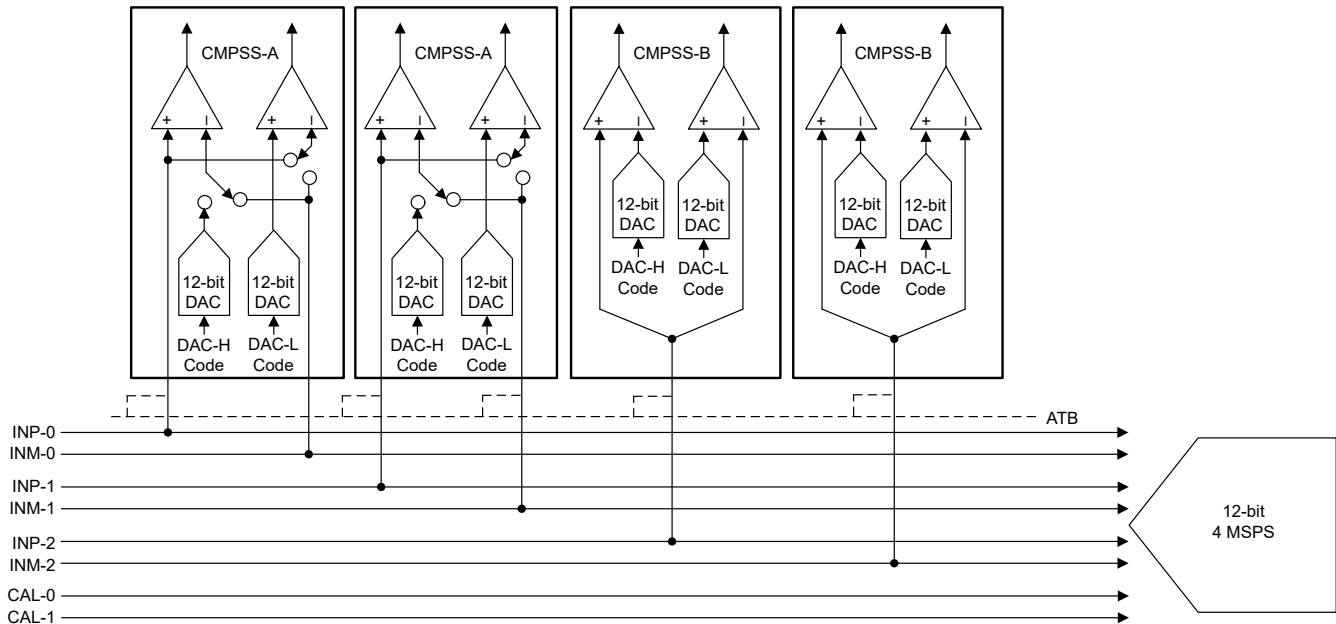 CMPSS-A
CMPSS-A
CMPSS-B
CMPSS-B
+ – + – + – + – + – + – + – + –
12-bit DAC
12-bit DAC
12-bit DAC
12-bit DAC
DAC-H Code
DAC-L Code
DAC-H Code
DAC-L Code
12-bit DAC
12-bit DAC
12-bit DAC
12-bit DAC
DAC-H Code
DAC-L Code
DAC-H Code
DAC-L Code
ATB
INP-0
INM-0
INP-1
INM-1
INP-2
INM-2
CAL-0
CAL-1
12-bit
4 MSPS